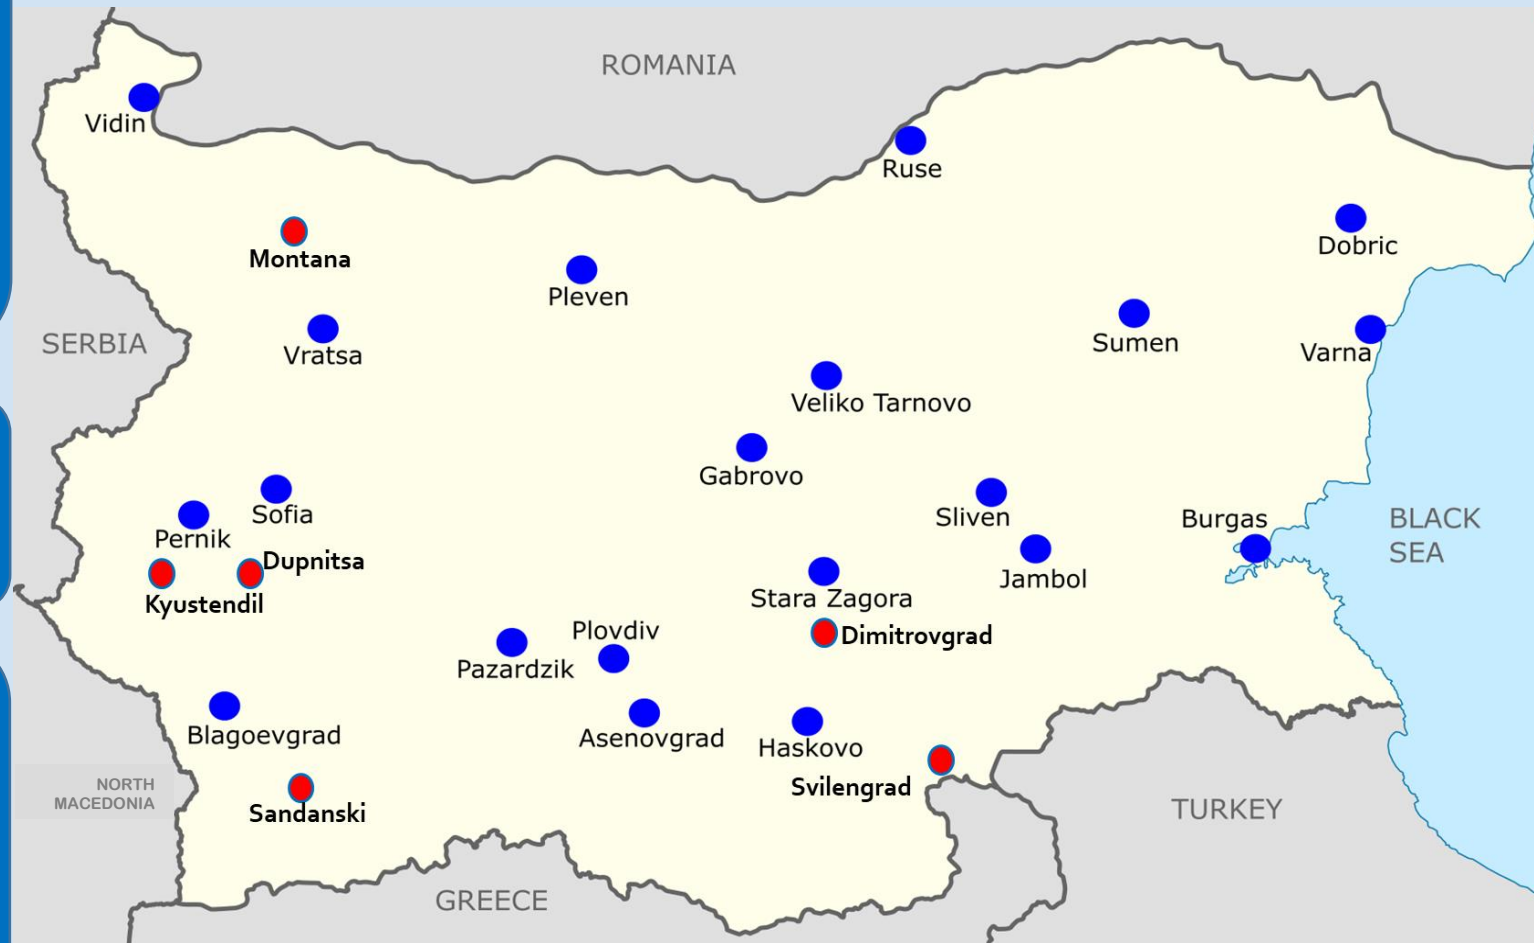 ROMANIA
Vidin
Ruse
Dobric
Montana
Pleven
SERBIA
Vratsa
Sumen
Varna
Veliko Tarnovo
Gabrovo
Sofia
Sliven
Burgas
BLACK
SEA
Pernik
Dupnitsa
Jambol
Kyustendil
Stara Zagora
Plovdiv
Dimitrovgrad
Pazardzik
Blagoevgrad
Asenovgrad
Haskovo
NORTH
MACEDONIA
Svilengrad
Sandanski
TURKEY
GREECE